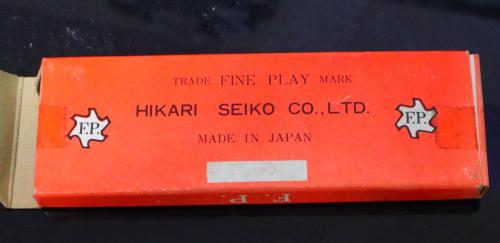 TRADE FINE PLAY MARK
HIKARI SEIKO CO.,LTD.
MADE IN JAPAN
F.P.
F.P.
F. P.